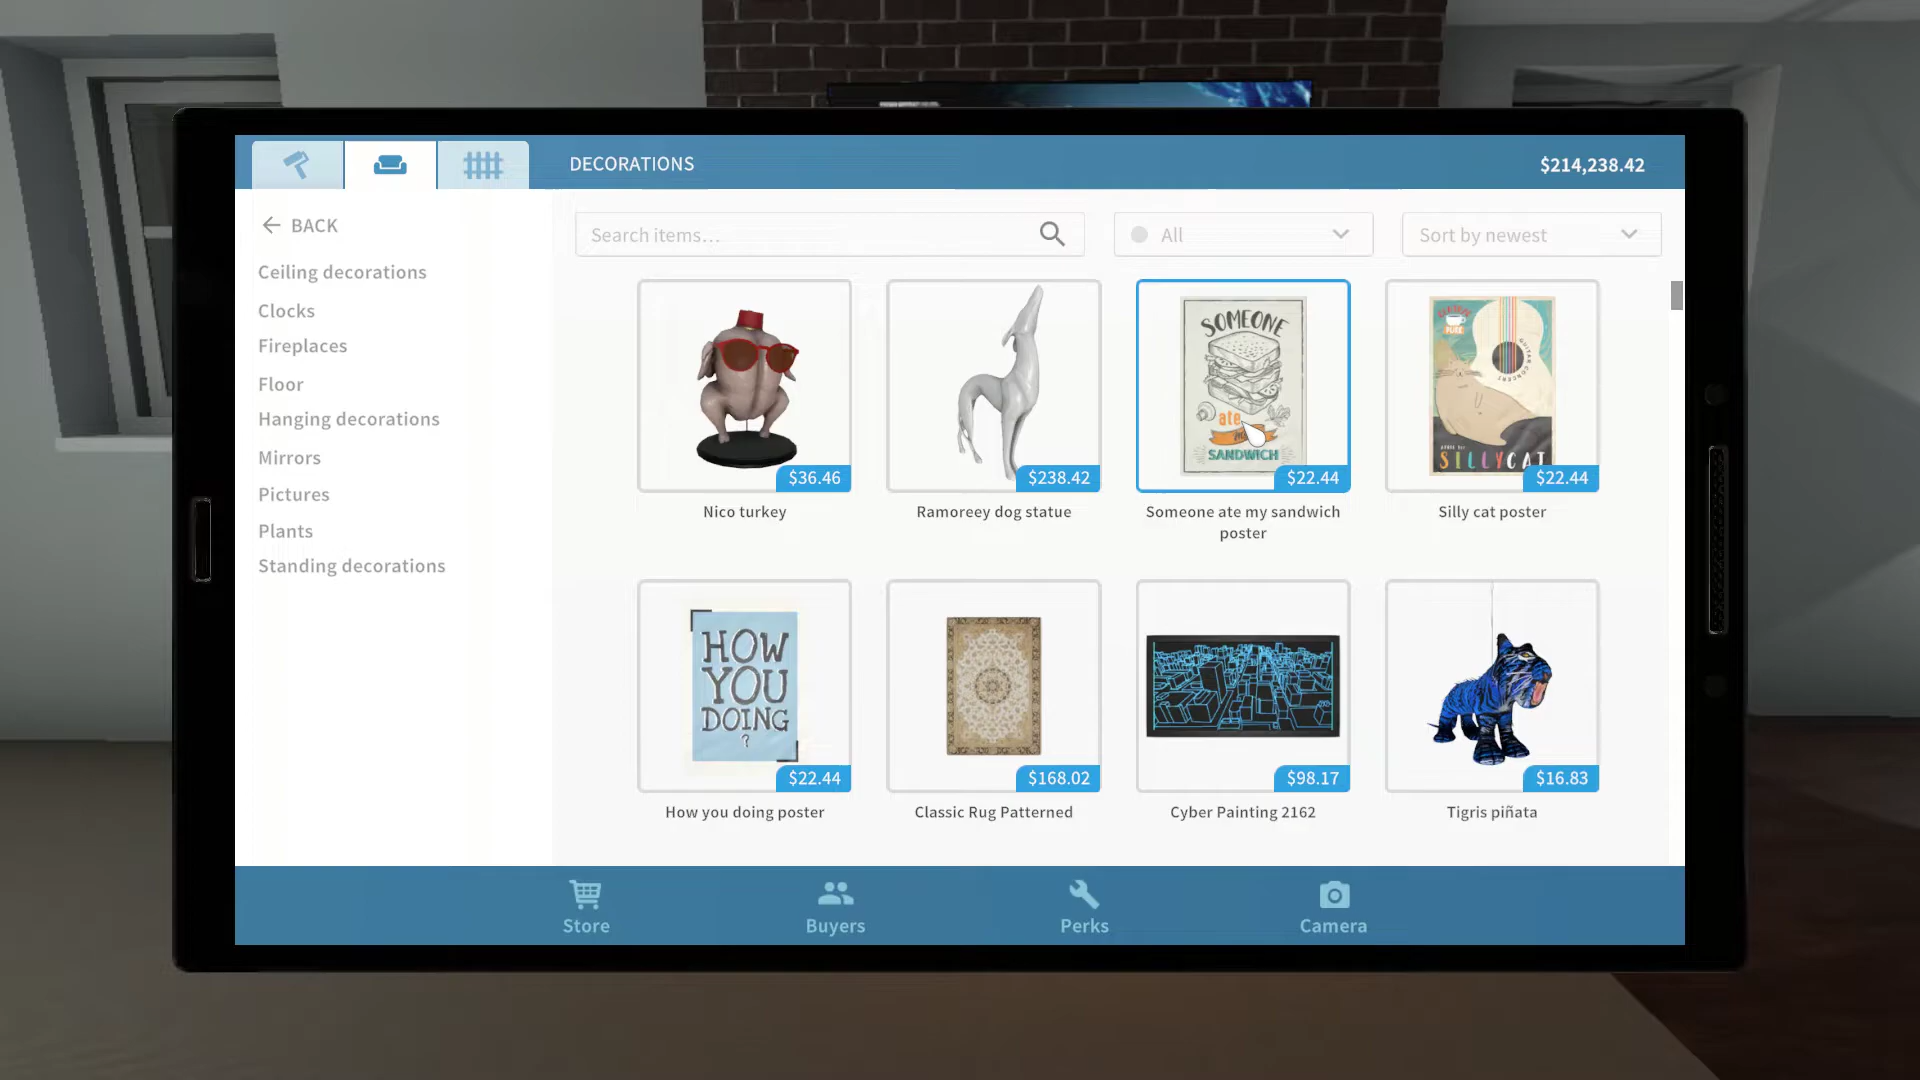 DECORATIONS
$214,238.42
BACK
Search items...
All
Sort by newest
Ceiling decorations
Clocks
Fireplaces
Floor
Hanging decorations
Mirrors
Pictures
Plants
Standing decorations
$36.46
Nico turkey
$238.42
Ramoreey dog statue
SOMEONE
ate
SANDWICH
$22.44
Someone ate my sandwich
poster
GUITAR CONCERT
SILLYCAT
$22.44
Silly cat poster
HOW
YOU
DOING
?
$22.44
How you doing poster
$168.02
Classic Rug Patterned
$98.17
Cyber Painting 2162
$16.83
Tigris piñata
Store
Buyers
Perks
Camera